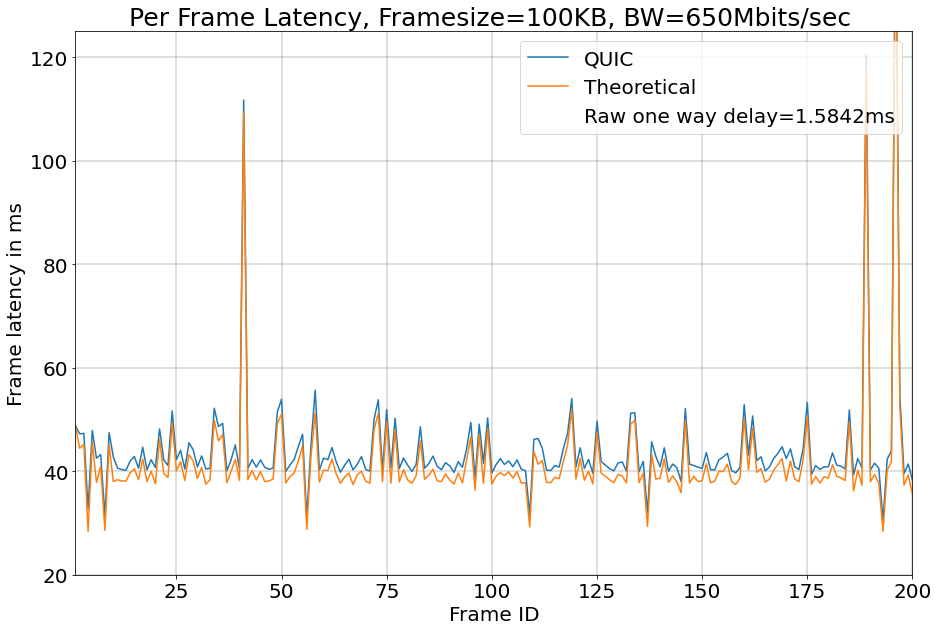 Per Frame Latency, Framesize=100KB, BW=650Mbits/sec
QUIC
Theoretical
Raw one way delay=1.5842ms
Frame latency in ms
120
100
80
60
40
20
25
50
75
100
125
150
175
200
Frame ID